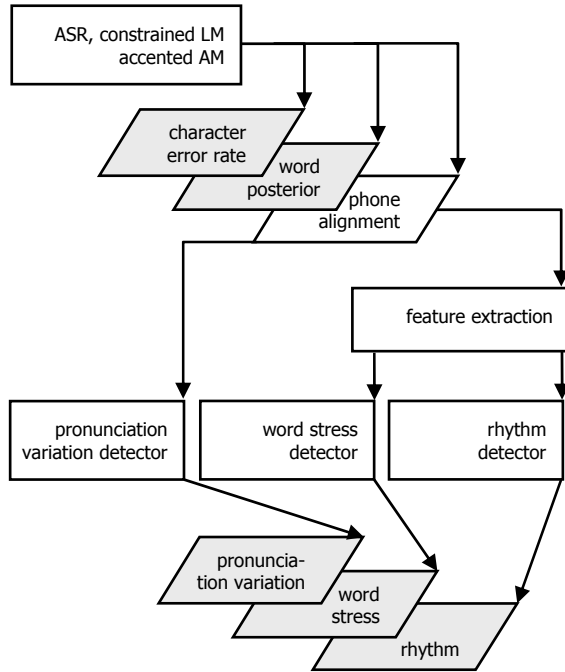 ASR, constrained LM
accented AM
character
error rate
word
posterior
phone
alignment
feature extraction
pronunciation
variation detector
word stress
detector
rhythm
detector
pronuncia-
tion variation
word
stress
rhythm